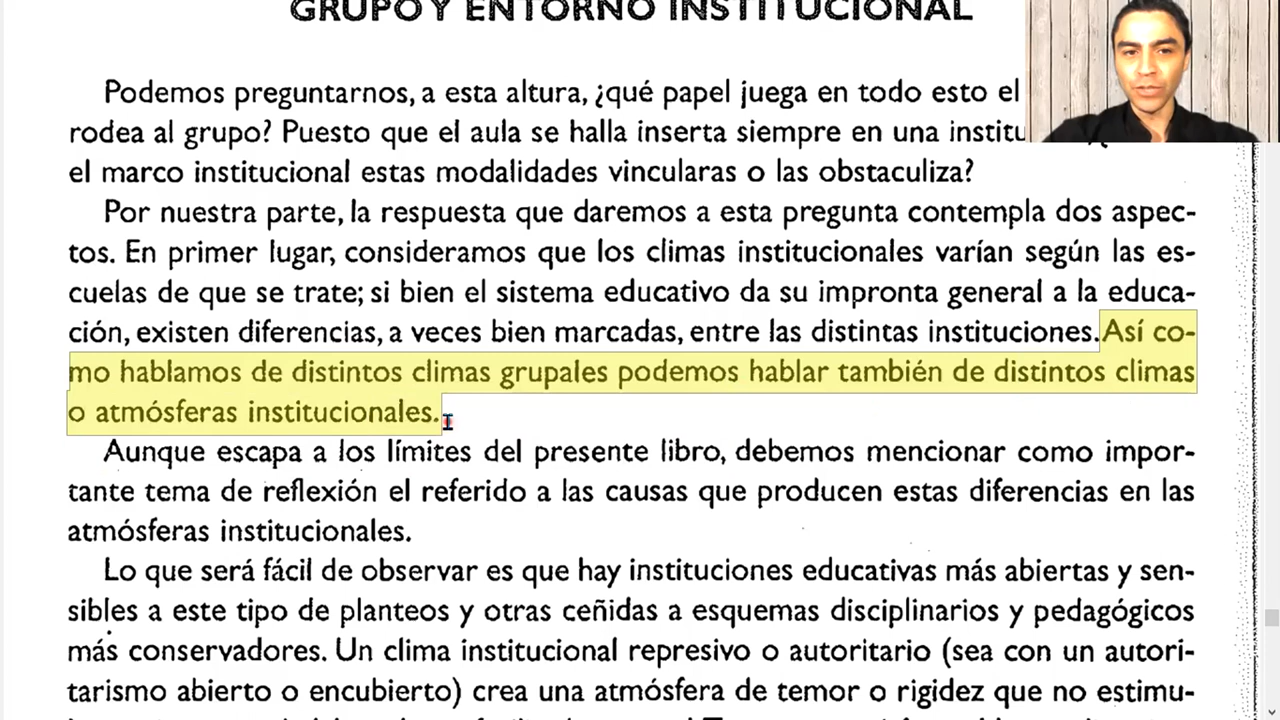 GRUPO Y ENTORNO INSTITUCIONAL
Podemos preguntarnos, a esta altura, ¿qué papel juega en todo esto el
rodea al grupo? Puesto que el aula se halla inserta siempre en una institu
el marco institucional estas modalidades vincularas o las obstaculiza?
Por nuestra parte, la respuesta que daremos a esta pregunta contempla dos aspec-
tos. En primer lugar, consideramos que los climas institucionales varían según las es-
cuelas de que se trate; si bien el sistema educativo da su impronta general a la educa-
ción, existen diferencias, a veces bien marcadas, entre las distintas instituciones. Así co-
mo hablamos de distintos climas grupales podemos hablar también de distintos climas
o atmósferas institucionales.
Aunque escapa a los límites del presente libro, debemos mencionar como impor-
tante tema de reflexión el referido a las causas que producen estas diferencias en las
atmósferas institucionales.
Lo que será fácil de observar es que hay instituciones educativas más abiertas y sen-
sibles a este tipo de planteos y otras ceñidas a esquemas disciplinarios y pedagógicos
más conservadores. Un clima institucional represivo o autoritario (sea con un autori-
tarismo abierto o encubierto) crea una atmósfera de temor o rigidez que no estimu-